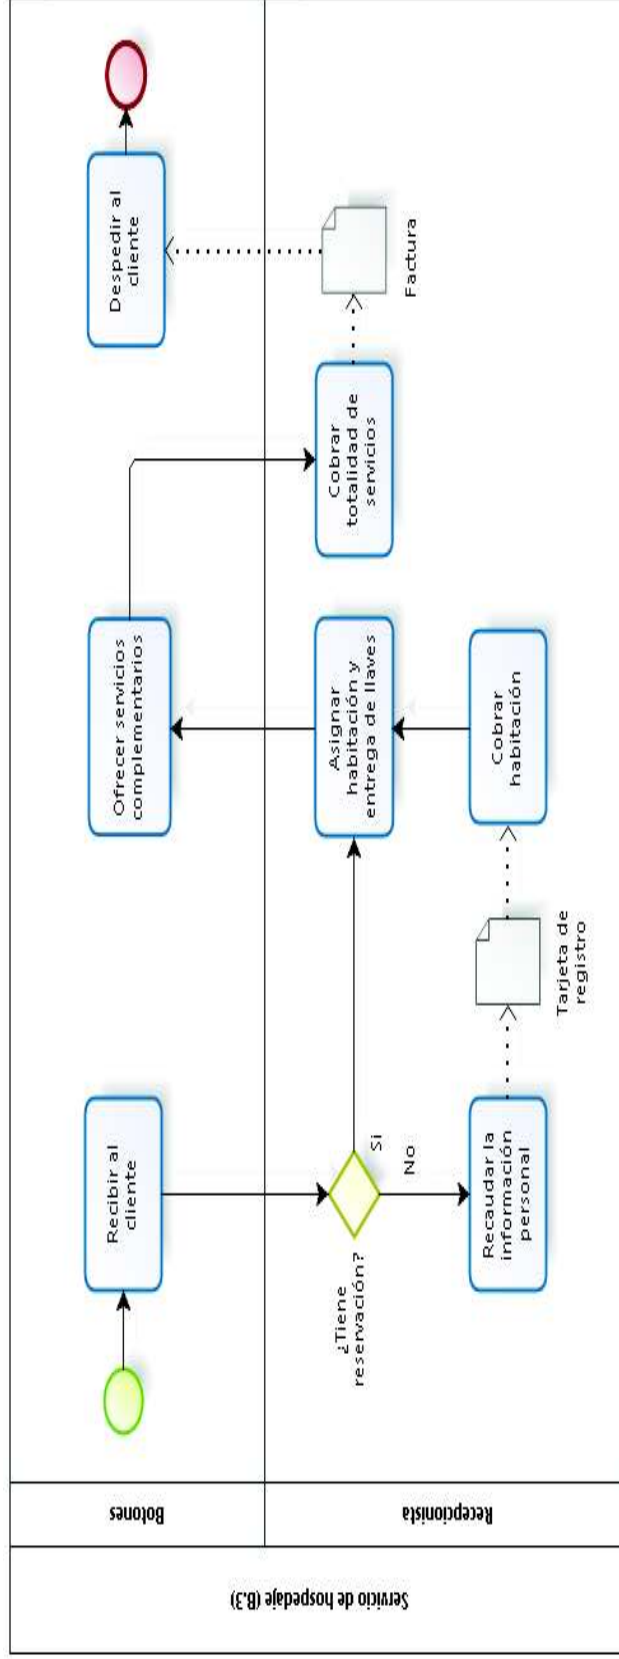 Servicio de hospedaje (B.3)
Botones
Recibir al
cliente
Ofrecer servicios
complementarios
Despedir al
cliente
Recepcionista
¿Tiene
reservación?
Si
No
Recaudar la
información
personal
Tarjeta de
registro
Cobrar
habitación
Asignar
habitación y
entrega de llaves
Cobrar
totalidad de
servicios
Factura